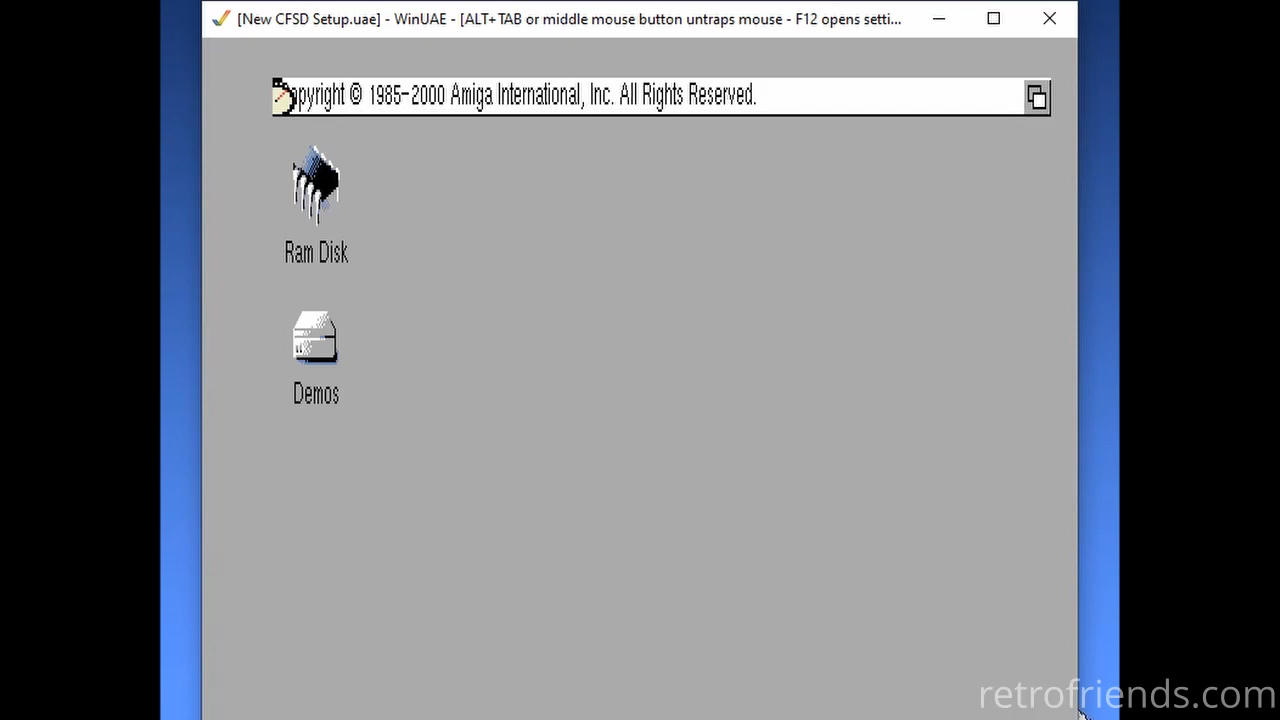 [New CFSD Setup.uae] - WinUAE - [ALT+TAB or middle mouse button untraps mouse - F12 opens setti...
opyright © 1985-2000 Amiga International, Inc. All Rights Reserved.
Ram Disk
Demos
retrofriends.com